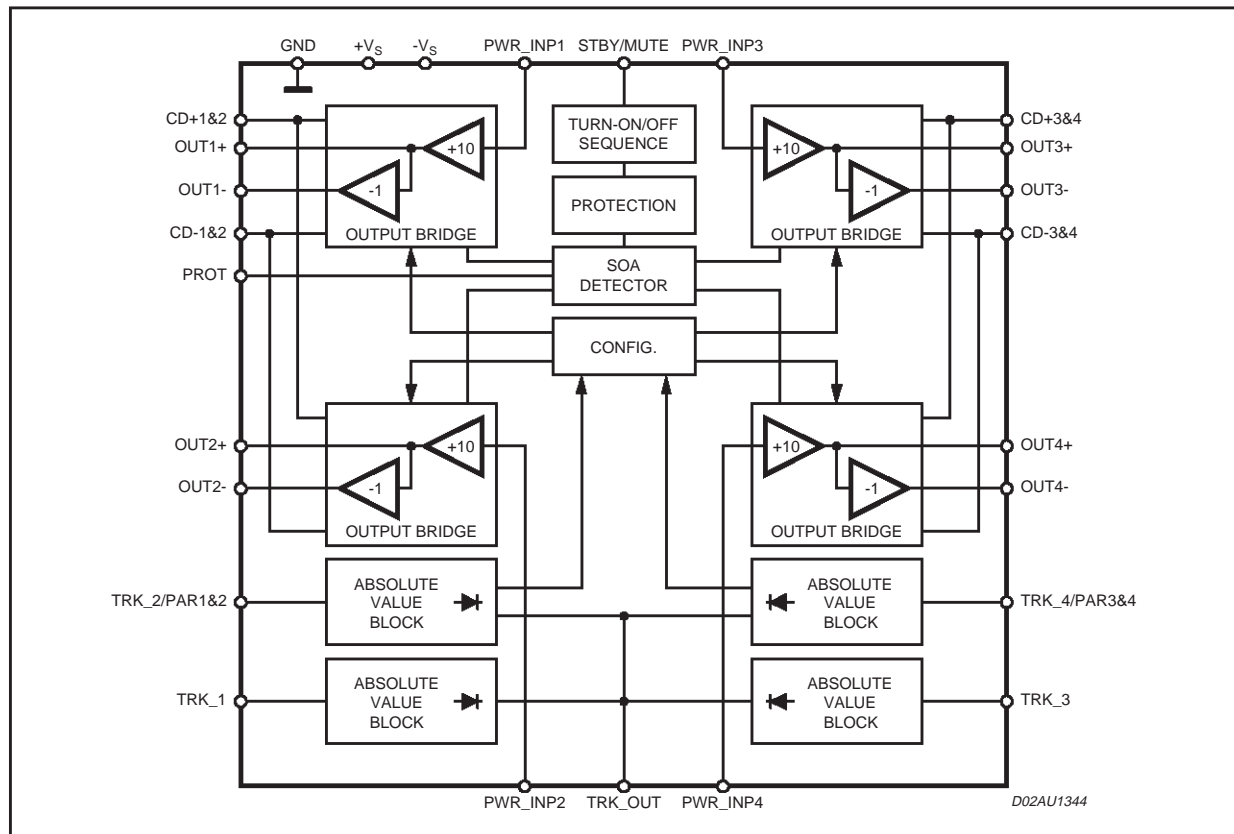 GND
+VS
-VS
PWR_INP1
STBY/MUTE
PWR_INP3
CD+1&2
OUT1+
OUT1-
CD-1&2
PROT
+10
-1
OUTPUT BRIDGE
TURN-ON/OFF
SEQUENCE
PROTECTION
SOA
DETECTOR
CONFIG.
+10
-1
OUTPUT BRIDGE
CD+3&4
OUT3+
OUT3-
CD-3&4
OUT2+
OUT2-
+10
-1
OUTPUT BRIDGE
+10
-1
OUTPUT BRIDGE
OUT4+
OUT4-
TRK_2/PAR1&2
ABSOLUTE
VALUE
BLOCK
ABSOLUTE
VALUE
BLOCK
TRK_4/PAR3&4
TRK_1
ABSOLUTE
VALUE
BLOCK
ABSOLUTE
VALUE
BLOCK
TRK_3
PWR_INP2
TRK_OUT
PWR_INP4
D02AU1344